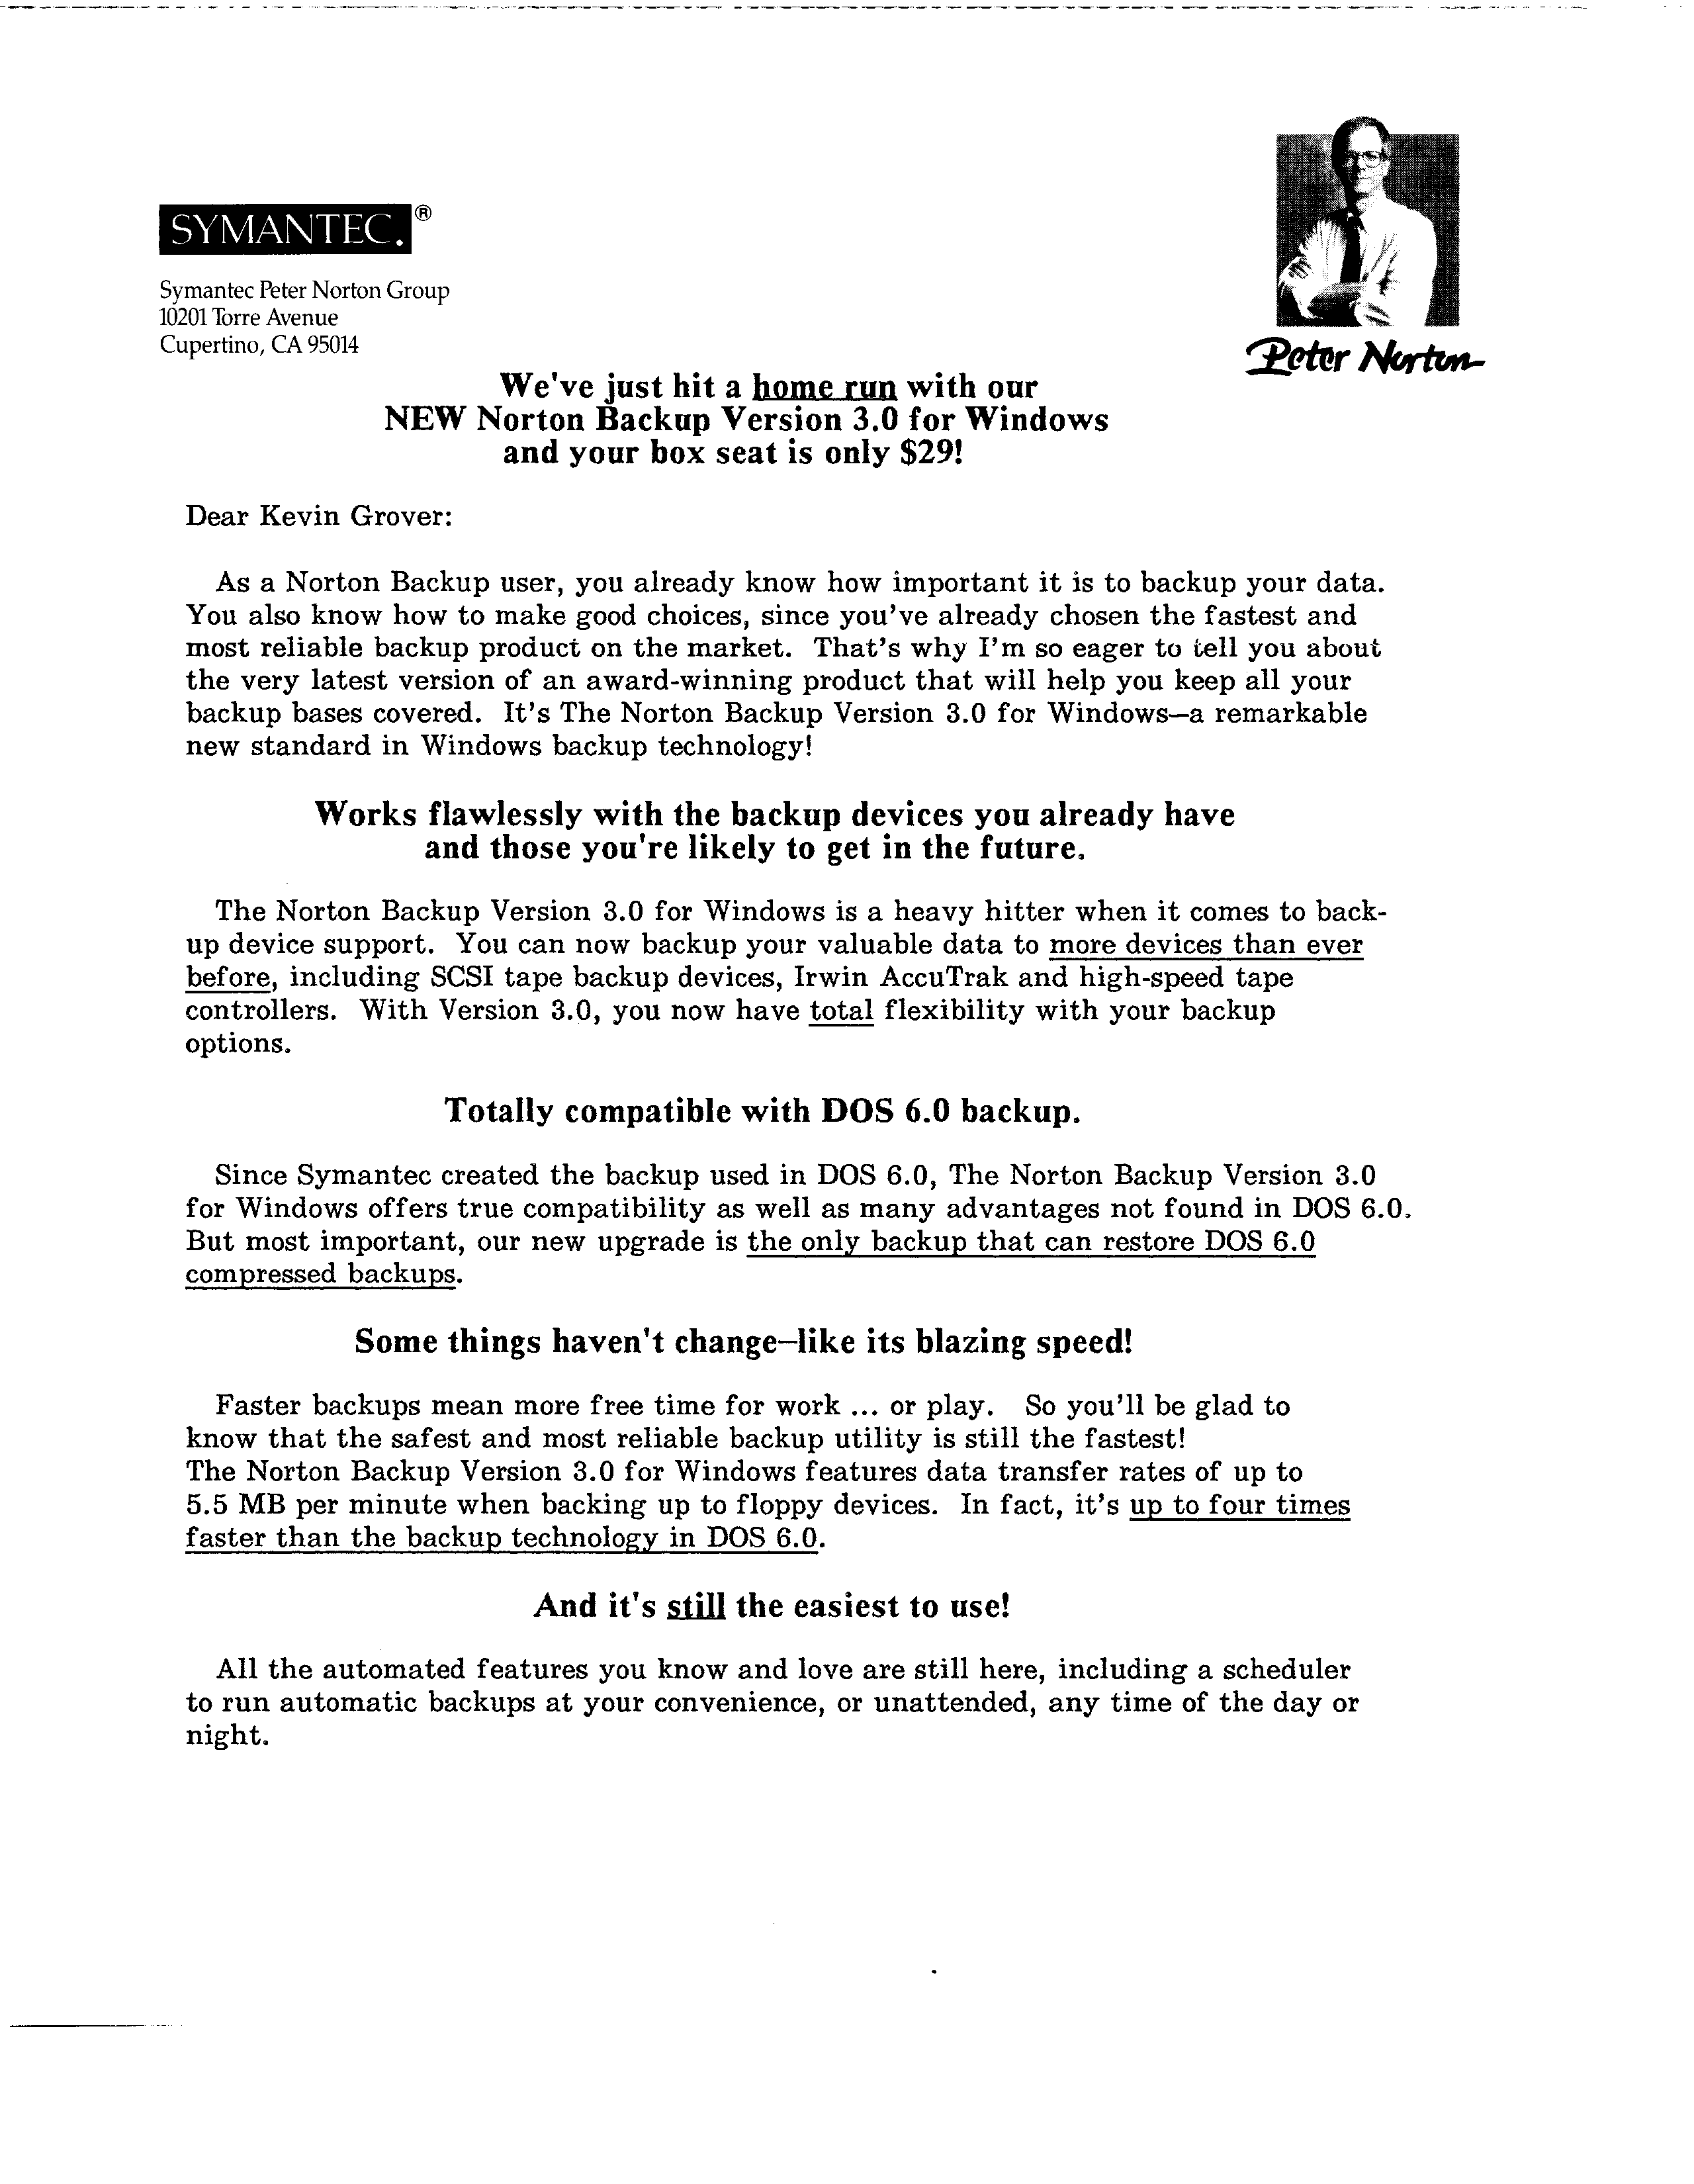 SYMANTEC.®
Symantec Peter Norton Group
10201 Torre Avenue
Cupertino, CA 95014
Peter Norton
We've just hit a home run with our
NEW Norton Backup Version 3.0 for Windows
and your box seat is only $29!
Dear Kevin Grover:
As a Norton Backup user, you already know how important it is to backup your data.
You also know how to make good choices, since you've already chosen the fastest and
most reliable backup product on the market. That's why I'm so eager to tell you about
the very latest version of an award-winning product that will help you keep all your
backup bases covered. It's The Norton Backup Version 3.0 for Windows—a remarkable
new standard in Windows backup technology!
Works flawlessly with the backup devices you already have
and those you're likely to get in the future.
The Norton Backup Version 3.0 for Windows is a heavy hitter when it comes to back-
up device support. You can now backup your valuable data to more devices than ever
before, including SCSI tape backup devices, Irwin AccuTrak and high-speed tape
controllers. With Version 3.0, you now have total flexibility with your backup
options.
Totally compatible with DOS 6.0 backup.
Since Symantec created the backup used in DOS 6.0, The Norton Backup Version 3.0
for Windows offers true compatibility as well as many advantages not found in DOS 6.0.
But most important, our new upgrade is the only backup that can restore DOS 6.0
compressed backups.
Some things haven't change—like its blazing speed!
Faster backups mean more free time for work ... or play. So you'll be glad to
know that the safest and most reliable backup utility is still the fastest!
The Norton Backup Version 3.0 for Windows features data transfer rates of up to
5.5 MB per minute when backing up to floppy devices. In fact, it's up to four times
faster than the backup technology in DOS 6.0.
And it's still the easiest to use!
All the automated features you know and love are still here, including a scheduler
to run automatic backups at your convenience, or unattended, any time of the day or
night.